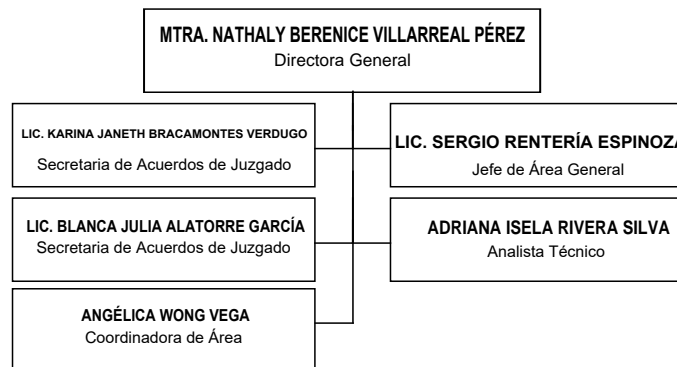 MTRA. NATHALY BERENICE VILLARREAL PÉREZ
Directora General
LIC. KARINA JANETH BRACAMONTES VERDUGO
Secretaria de Acuerdos de Juzgado
LIC. SERGIO RENTERÍA ESPINOZA
Jefe de Área General
LIC. BLANCA JULIA ALATORRE GARCÍA
Secretaria de Acuerdos de Juzgado
ADRIANA ISELA RIVERA SILVA
Analista Técnico
ANGÉLICA WONG VEGA
Coordinadora de Área